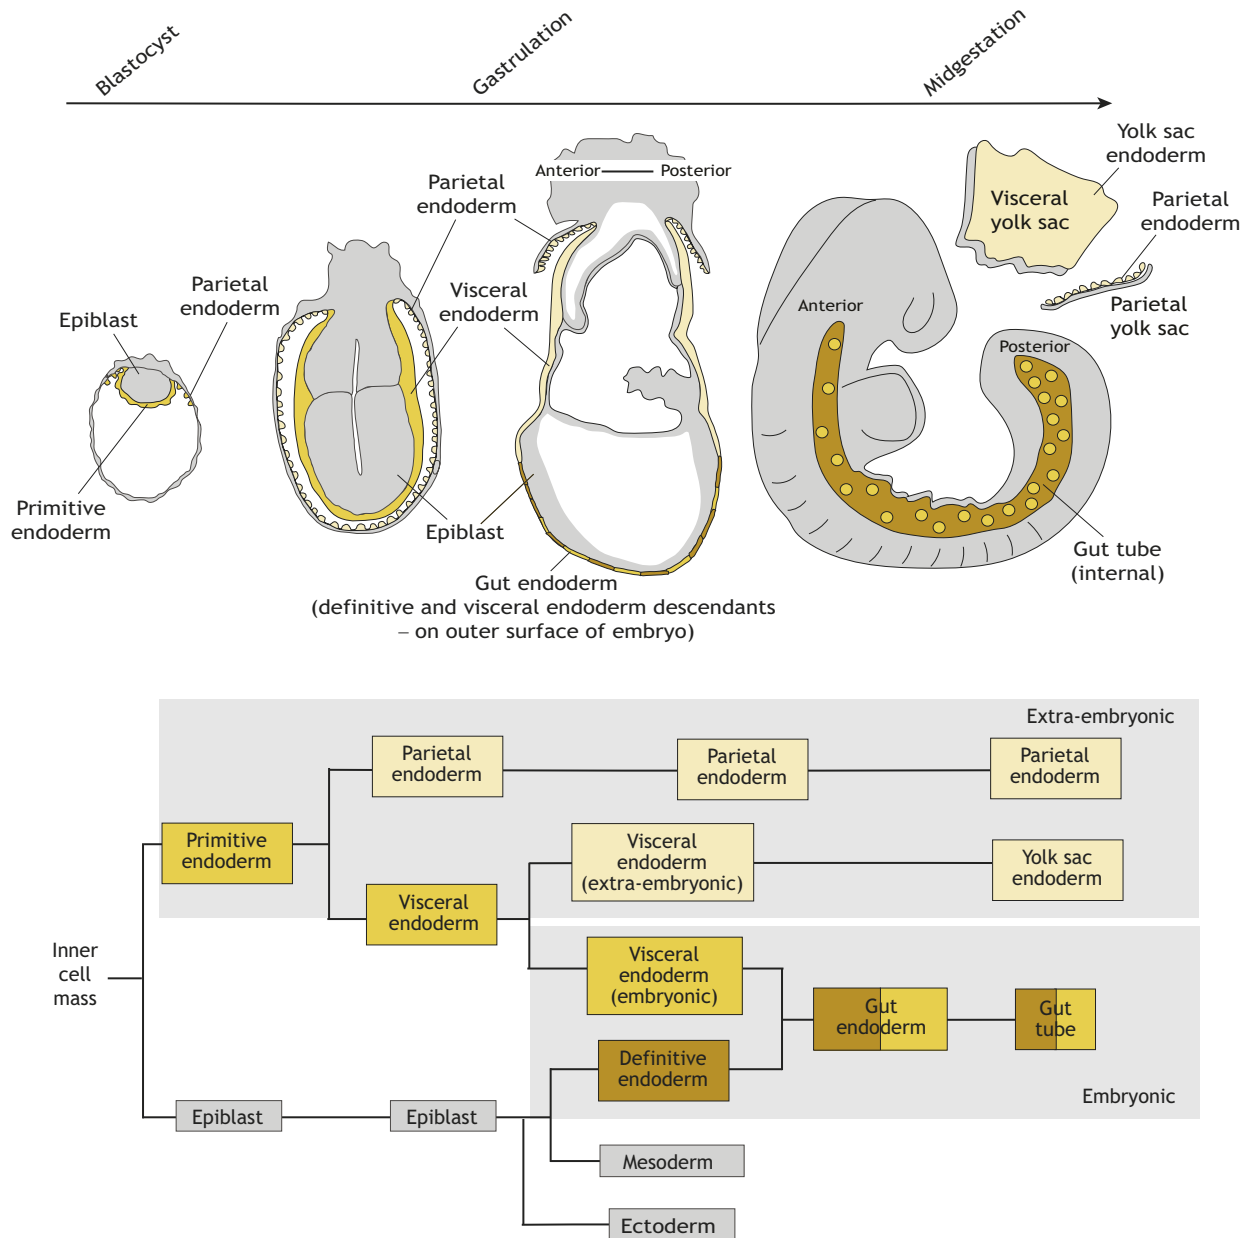 Blastocyst
Gastrulation
Midgestation
Epiblast
Parietal
endoderm
Primitive
endoderm
Parietal
endoderm
Visceral
endoderm
Epiblast
Anterior
Posterior
Gut endoderm
(definitive and visceral endoderm descendants
– on outer surface of embryo)
Yolk sac
endoderm
Visceral
yolk sac
Parietal
endoderm
Parietal
yolk sac
Anterior
Posterior
Gut tube
(internal)
Extra-embryonic
Parietal
endoderm
Parietal
endoderm
Parietal
endoderm
Primitive
endoderm
Visceral
endoderm
(extra-embryonic)
Yolk sac
endoderm
Visceral
endoderm
Inner
cell
mass
Visceral
endoderm
(embryonic)
Gut
endoderm
Gut
tube
Definitive
endoderm
Embryonic
Epiblast
Epiblast
Mesoderm
Ectoderm